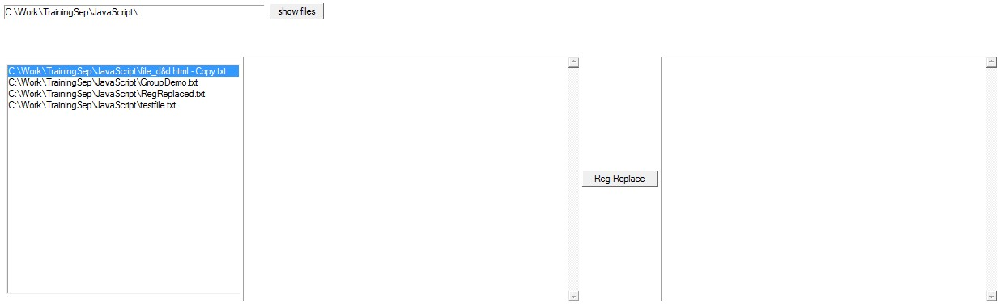 C:\Work\TrainingSep\JavaScript\
show files
C:\Work\TrainingSep\JavaScript\file_d&d.html - Copy.txt
C:\Work\TrainingSep\JavaScript\GroupDemo.txt
C:\Work\TrainingSep\JavaScript\RegReplaced.txt
C:\Work\TrainingSep\JavaScript\testfile.txt
Reg Replace